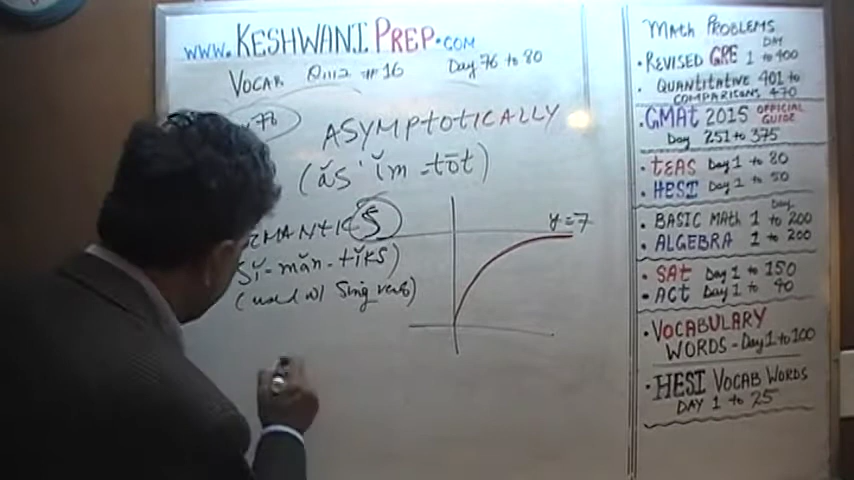 www.KESHWANI PREP.COM
VOCAB QUIZ #16 Day 76 to 80
78
ASYMPTOTICALLY
(ăs'ĭm-tōt)
MANTICS
y=7
sĭ-măn-tĭks)
(used w/ Sing verb)
MATH PROBLEMS
DAY
• REVISED GRE 1 to 400
• QUANTITATIVE 401 to
COMPARISONS 470
• GMAT 2015 OFFICIAL GUIDE
Day 251 to 375
• TEAS Day 1 to 80
• HESI Day 1 to 50
Day
• BASIC MATH 1 to 200
• ALGEBRA 1 to 200
• SAT Day 1 to 150
• ACT Day 1 to 90
• VOCABULARY
WORDS - Day 1 to 100
• HESI VOCAB WORDS
DAY 1 to 25